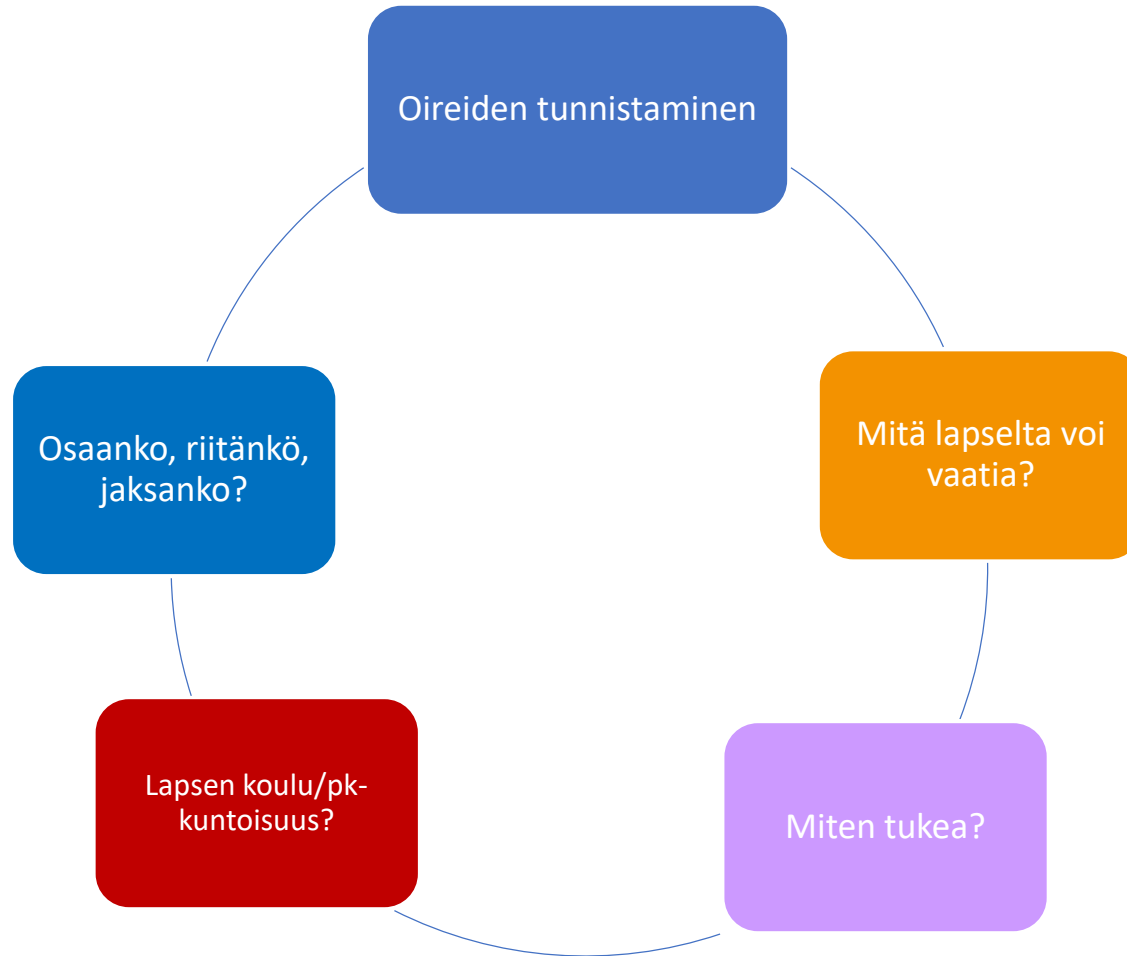 Oireiden tunnistaminen
Mitä lapselta voi
vaatia?
Miten tukea?
Lapsen koulu/pk-
kuntoisuus?
Osaanko, riitänkö,
jaksanko?